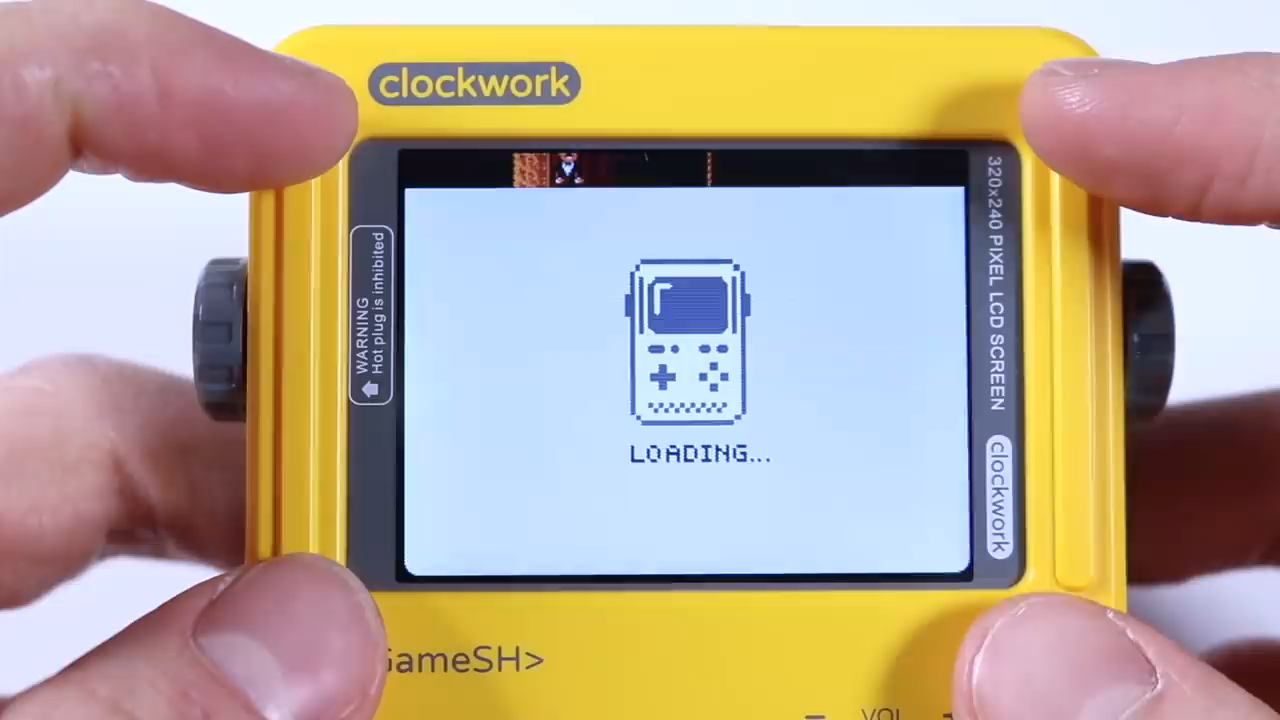 clockwork
WARNING
Hot plug is inhibited
320x240 PIXEL LCD SCREEN
clockwork
LOADING...
GameSH>
VOL